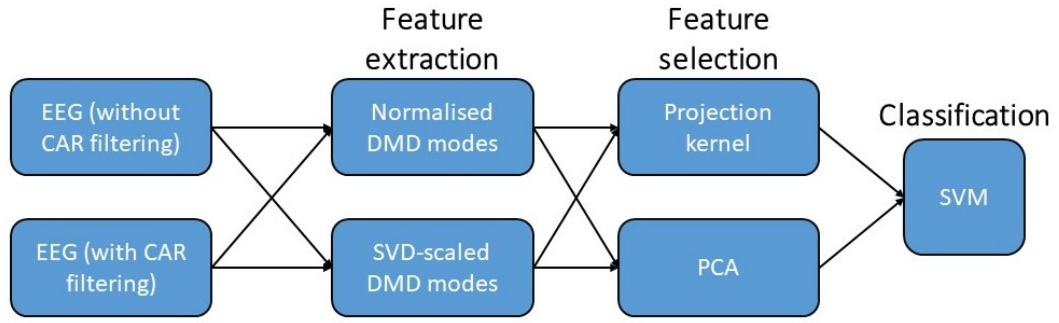 Feature
extraction
Feature
selection
EEG (without
CAR filtering)
Normalised
DMD modes
Projection
kernel
Classification
EEG (with CAR
filtering)
SVD-scaled
DMD modes
PCA
SVM